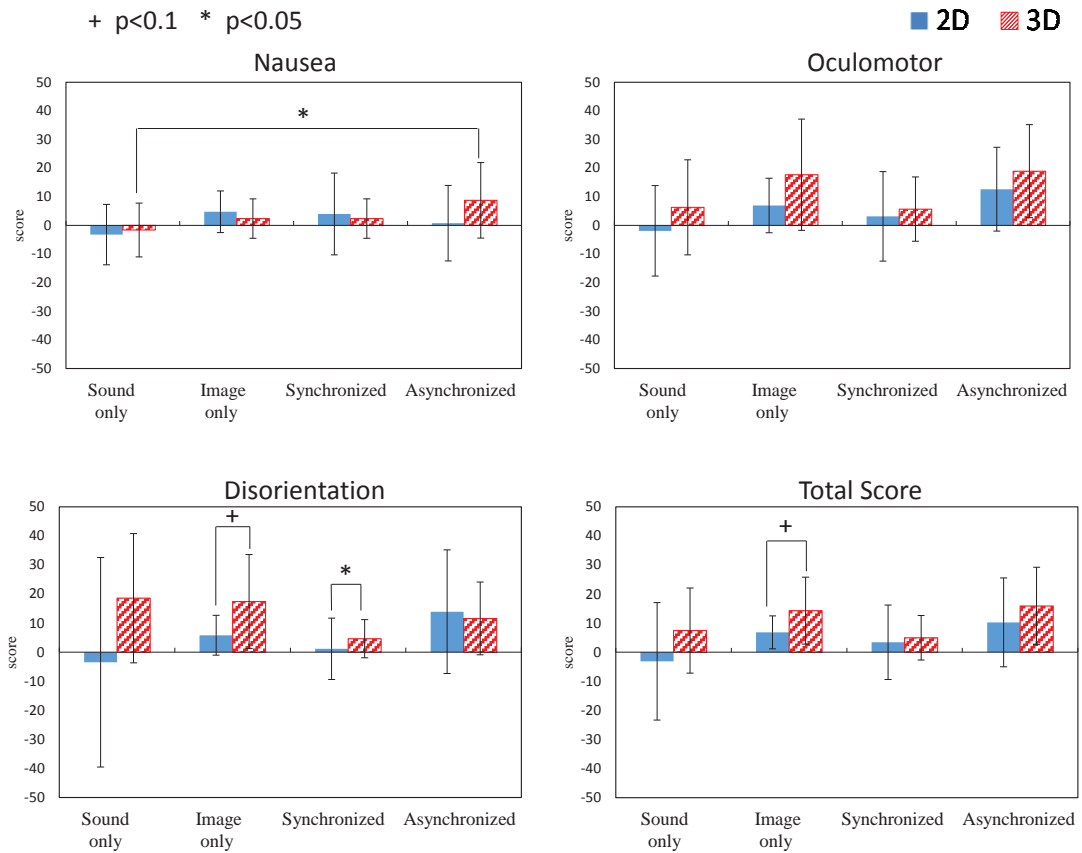 + p<0.1 * p<0.05
2D 3D
Nausea
50
40
30
20
10
0
-10
-20
-30
-40
-50
score
*
Sound only
Image only
Synchronized
Asynchronized
Oculomotor
50
40
30
20
10
0
-10
-20
-30
-40
-50
score
Sound only
Image only
Synchronized
Asynchronized
Disorientation
50
40
30
20
10
0
-10
-20
-30
-40
-50
score
+
*
Sound only
Image only
Synchronized
Asynchronized
Total Score
50
40
30
20
10
0
-10
-20
-30
-40
-50
score
+
Sound only
Image only
Synchronized
Asynchronized